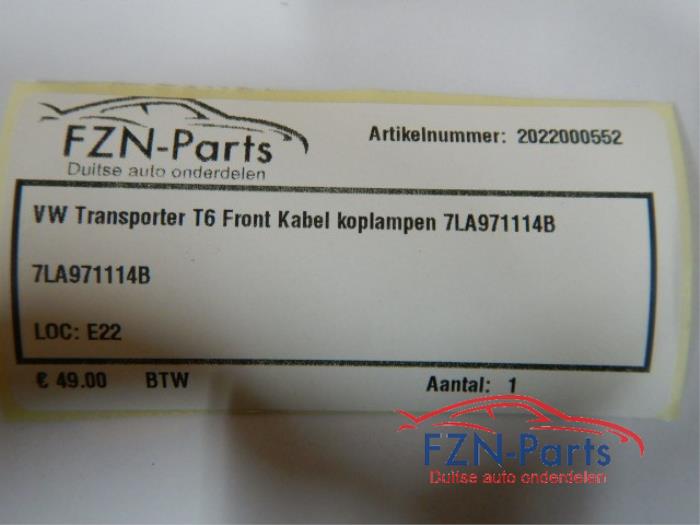 FZN-Parts
Duitse auto onderdelen
Artikelnummer: 2022000552
VW Transporter T6 Front Kabel koplampen 7LA971114B
7LA971114B
LOC: E22
€ 49.00 BTW Aantal: 1
FZN-Parts
Duitse auto onderdelen